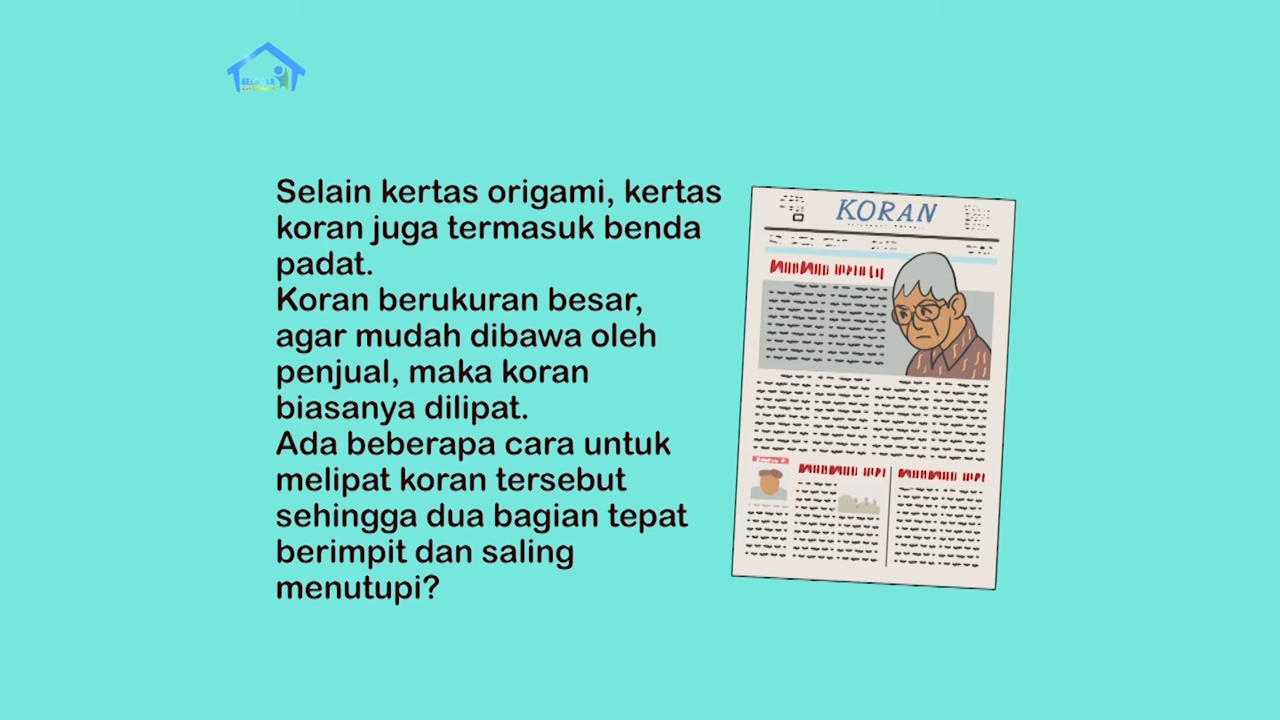 BELAJAR
Selain kertas origami, kertas
koran juga termasuk benda
padat.
Koran berukuran besar,
agar mudah dibawa oleh
penjual, maka koran
biasanya dilipat.
Ada beberapa cara untuk
melipat koran tersebut
sehingga dua bagian tepat
berimpit dan saling
menutupi?
KORAN